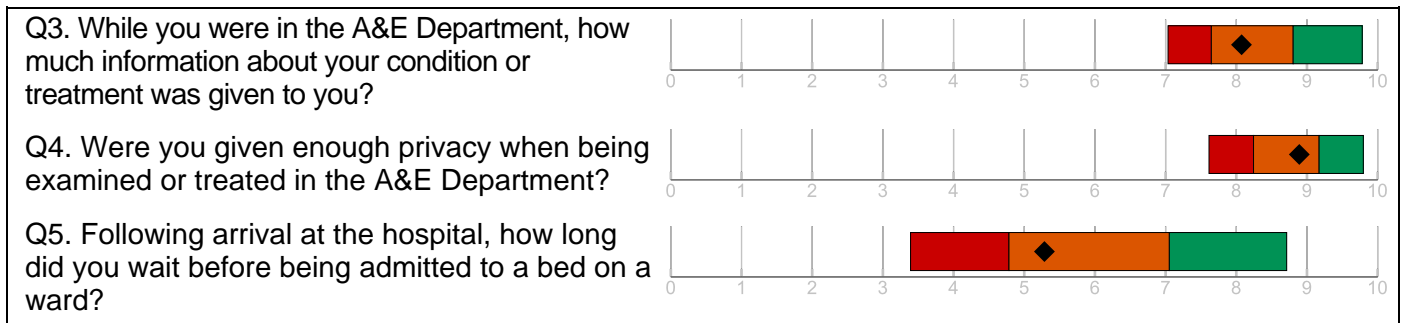 Q3. While you were in the A&E Department, how
much information about your condition or
treatment was given to you?
0 1 2 3 4 5 6 7 8 9 10
Q4. Were you given enough privacy when being
examined or treated in the A&E Department?
0 1 2 3 4 5 6 7 8 9 10
Q5. Following arrival at the hospital, how long
did you wait before being admitted to a bed on a
ward?
0 1 2 3 4 5 6 7 8 9 10